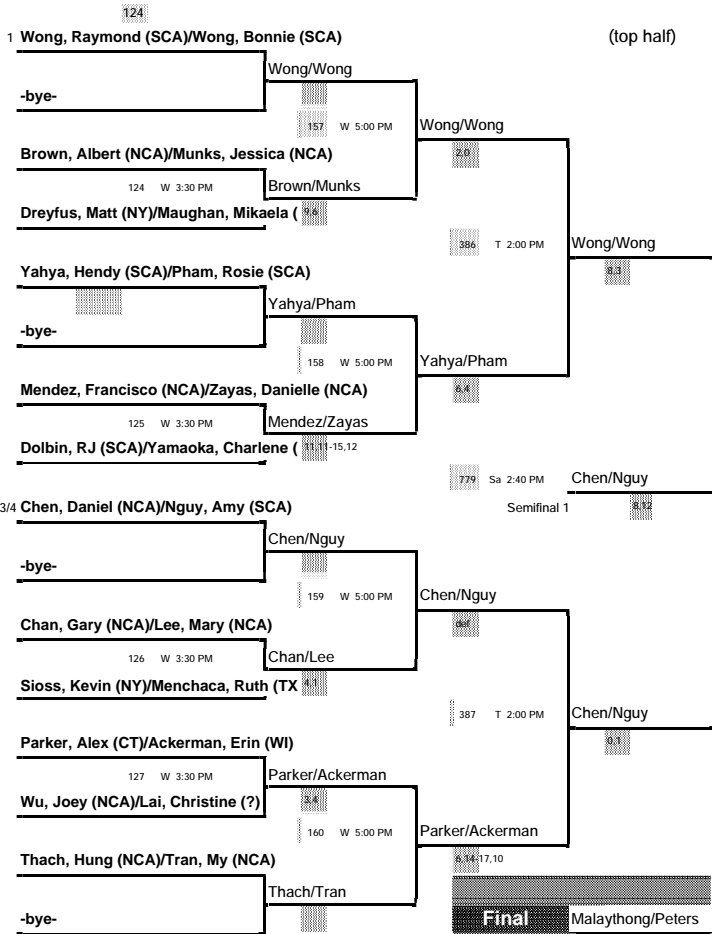 124
1 Wong, Raymond (SCA)/Wong, Bonnie (SCA)
(top half)
Wong/Wong
-bye-
157 W 5:00 PM
Wong/Wong
Brown, Albert (NCA)/Munks, Jessica (NCA)
2,0
124 W 3:30 PM
Brown/Munks
Dreyfus, Matt (NY)/Maughan, Mikaela (
9,6
386 T 2:00 PM
Wong/Wong
8,3
Yahya, Hendy (SCA)/Pham, Rosie (SCA)
Yahya/Pham
-bye-
158 W 5:00 PM
Yahya/Pham
Mendez, Francisco (NCA)/Zayas, Danielle (NCA)
6,4
125 W 3:30 PM
Mendez/Zayas
Dolbin, RJ (SCA)/Yamaoka, Charlene (
11,11-15,12
779 Sa 2:40 PM
Chen/Nguy
3/4 Chen, Daniel (NCA)/Nguy, Amy (SCA)
Semifinal 1
8,12
Chen/Nguy
-bye-
159 W 5:00 PM
Chen/Nguy
Chan, Gary (NCA)/Lee, Mary (NCA)
def
126 W 3:30 PM
Chan/Lee
Sioss, Kevin (NY)/Menchaca, Ruth (TX
4,1
387 T 2:00 PM
Chen/Nguy
0,1
Parker, Alex (CT)/Ackerman, Erin (WI)
127 W 3:30 PM
Parker/Ackerman
Wu, Joey (NCA)/Lai, Christine (?)
3,4
160 W 5:00 PM
Parker/Ackerman
Thach, Hung (NCA)/Tran, My (NCA)
6,14-17,10
Thach/Tran
-bye-
Final
Malaythong/Peters